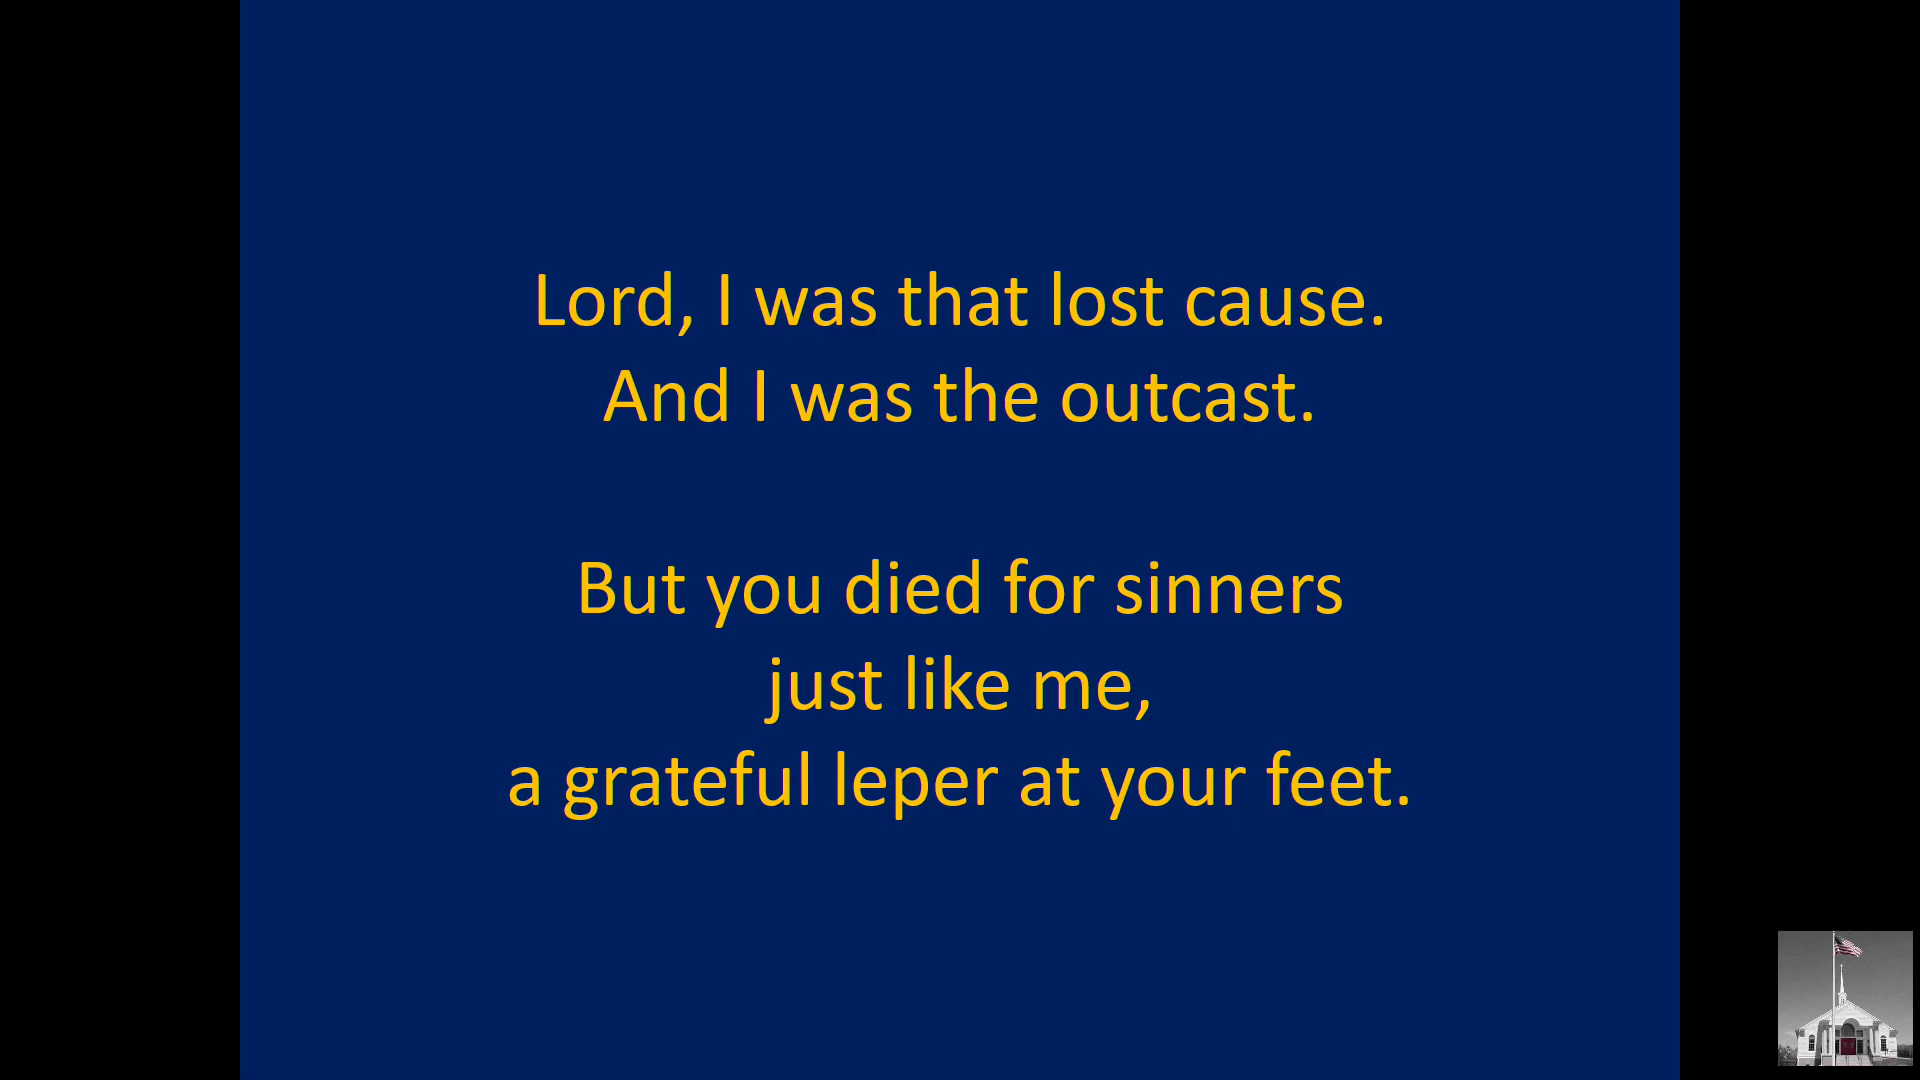 Lord, I was that lost cause.
And I was the outcast.
But you died for sinners
just like me,
a grateful leper at your feet.